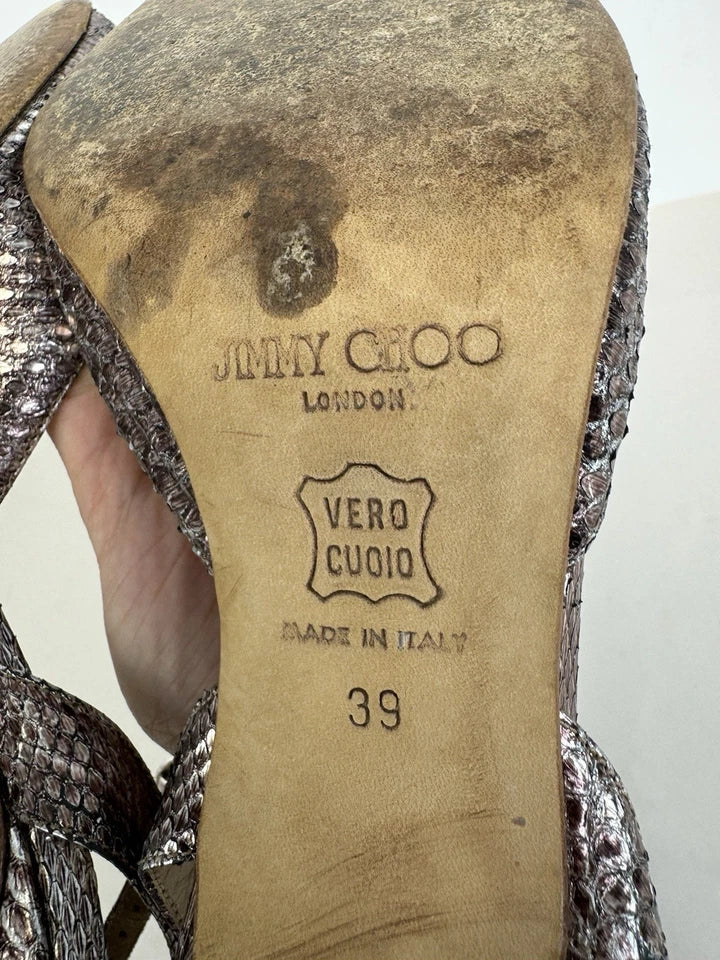 JIMMY CHOO
LONDON
VERO
CUOIO
MADE IN ITALY
39